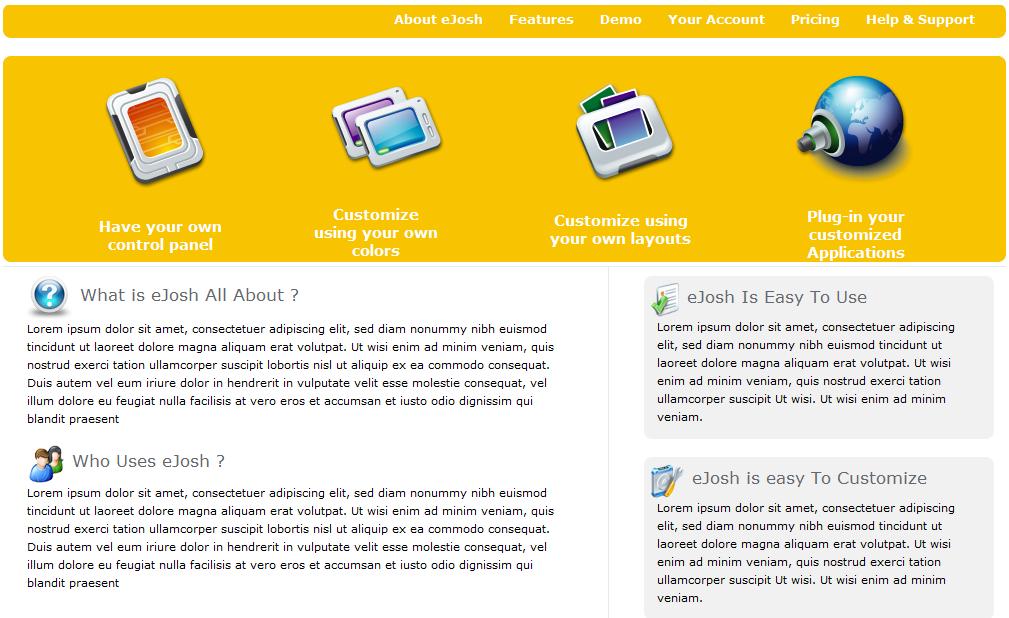 About eJosh Features Demo Your Account Pricing Help & Support
Have your own
control panel
Customize
using your own
colors
Customize using
your own layouts
Plug-in your
customized
Applications
What is eJosh All About ?
Lorem ipsum dolor sit amet, consectetuer adipiscing elit, sed diam nonummy nibh euismod
tincidunt ut laoreet dolore magna aliquam erat volutpat. Ut wisi enim ad minim veniam, quis
nostrud exerci tation ullamcorper suscipit lobortis nisl ut aliquip ex ea commodo consequat.
Duis autem vel eum iriure dolor in hendrerit in vulputate velit esse molestie consequat, vel
illum dolore eu feugiat nulla facilisis at vero eros et accumsan et iusto odio dignissim qui
blandit praesent
Who Uses eJosh ?
Lorem ipsum dolor sit amet, consectetuer adipiscing elit, sed diam nonummy nibh euismod
tincidunt ut laoreet dolore magna aliquam erat volutpat. Ut wisi enim ad minim veniam, quis
nostrud exerci tation ullamcorper suscipit lobortis nisl ut aliquip ex ea commodo consequat.
Duis autem vel eum iriure dolor in hendrerit in vulputate velit esse molestie consequat, vel
illum dolore eu feugiat nulla facilisis at vero eros et accumsan et iusto odio dignissim qui
blandit praesent
eJosh Is Easy To Use
Lorem ipsum dolor sit amet, consectetuer adipiscing
elit, sed diam nonummy nibh euismod tincidunt ut
laoreet dolore magna aliquam erat volutpat. Ut wisi
enim ad minim veniam, quis nostrud exerci tation
ullamcorper suscipit Ut wisi. Ut wisi enim ad minim
veniam.
eJosh is easy To Customize
Lorem ipsum dolor sit amet, consectetuer adipiscing
elit, sed diam nonummy nibh euismod tincidunt ut
laoreet dolore magna aliquam erat volutpat. Ut wisi
enim ad minim veniam, quis nostrud exerci tation
ullamcorper suscipit Ut wisi. Ut wisi enim ad minim
veniam.